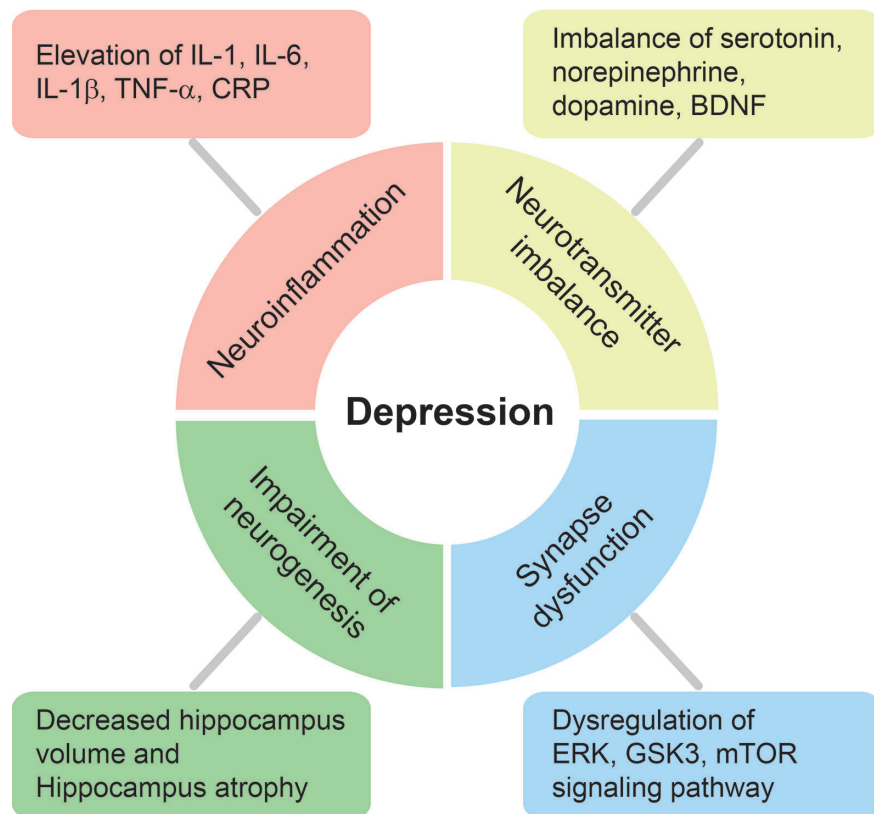 Elevation of IL-1, IL-6,
IL-1β, TNF-α, CRP
Imbalance of serotonin,
norepinephrine,
dopamine, BDNF
Neuroinflammation
Neurotransmitter
imbalance
Depression
Impairment of
neurogenesis
Synapse
dysfunction
Decreased hippocampus
volume and
Hippocampus atrophy
Dysregulation of
ERK, GSK3, mTOR
signaling pathway